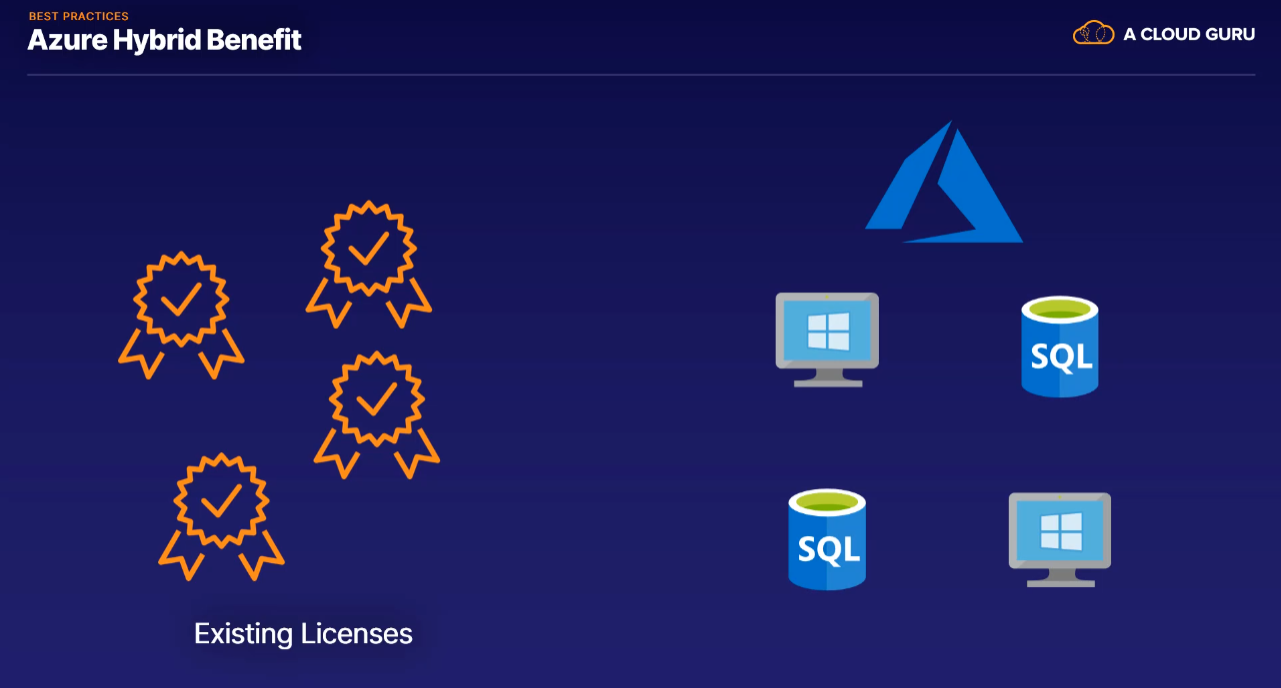 BEST PRACTICES
Azure Hybrid Benefit
A CLOUD GURU
SQL
SQL
Existing Licenses